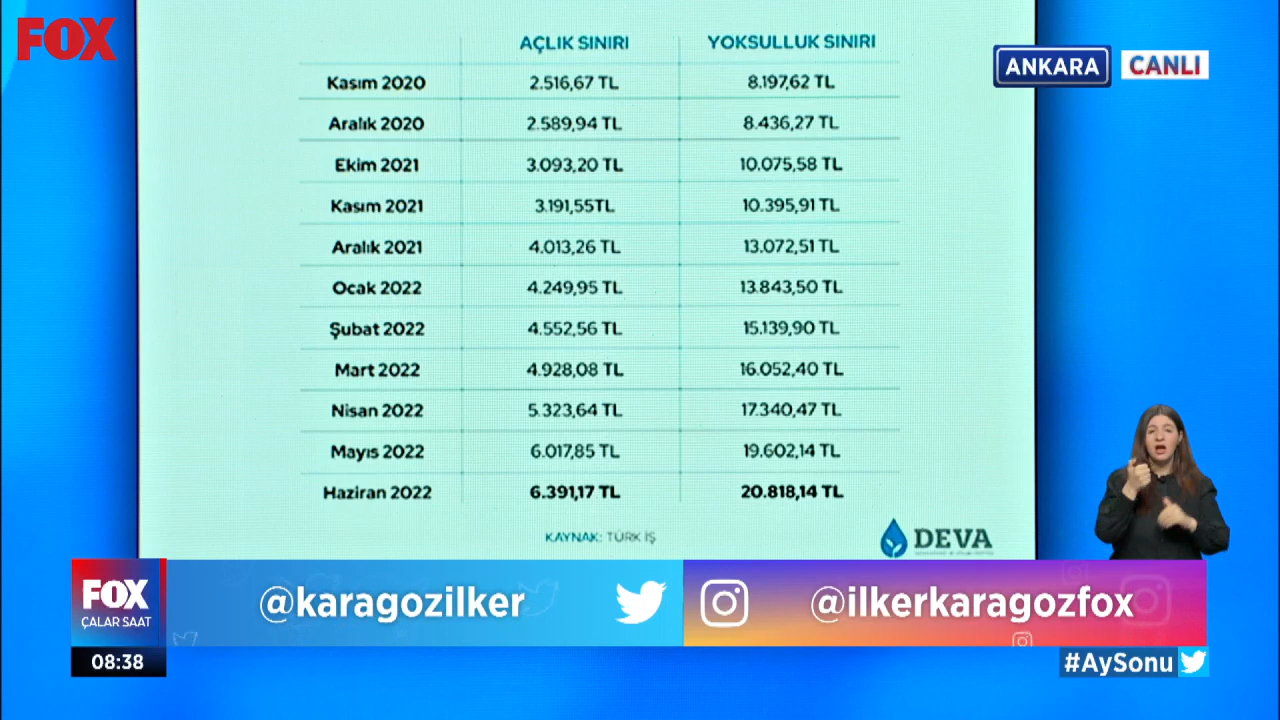 FOX
AÇLIK SINIRI YOKSULLUK SINIRI
ANKARA CANLI
Kasım 2020 2.516,67 TL 8.197,62 TL
Aralık 2020 2.589,94 TL 8.436,27 TL
Ekim 2021 3.093,20 TL 10.075,58 TL
Kasım 2021 3.191,55TL 10.395,91 TL
Aralık 2021 4.013,26 TL 13.072,51 TL
Ocak 2022 4.249,95 TL 13.843,50 TL
Şubat 2022 4.552,56 TL 15.139,90 TL
Mart 2022 4.928,08 TL 16.052,40 TL
Nisan 2022 5.323,64 TL 17.340,47 TL
Mayıs 2022 6.017,85 TL 19.602,14 TL
Haziran 2022 6.391,17 TL 20.818,14 TL
KAYNAK: TÜRK İŞ
DEVA
FOX
ÇALAR SAAT
@karagozilker
@ilkerkaragozfox
08:38
#AySonu